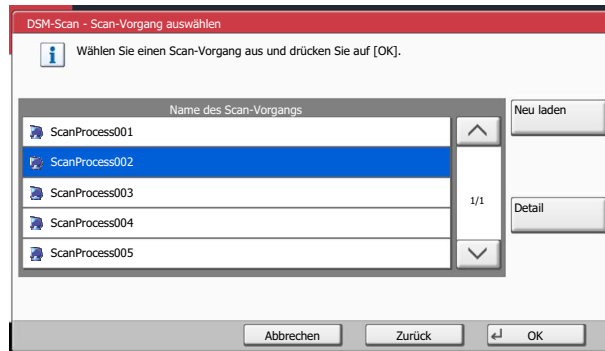 DSM-Scan - Scan-Vorgang auswählen
Wählen Sie einen Scan-Vorgang aus und drücken Sie auf [OK].
Name des Scan-Vorgangs
Neu laden
ScanProcess001
ScanProcess002
ScanProcess003
1/1
Detail
ScanProcess004
ScanProcess005
Abbrechen
Zurück
OK